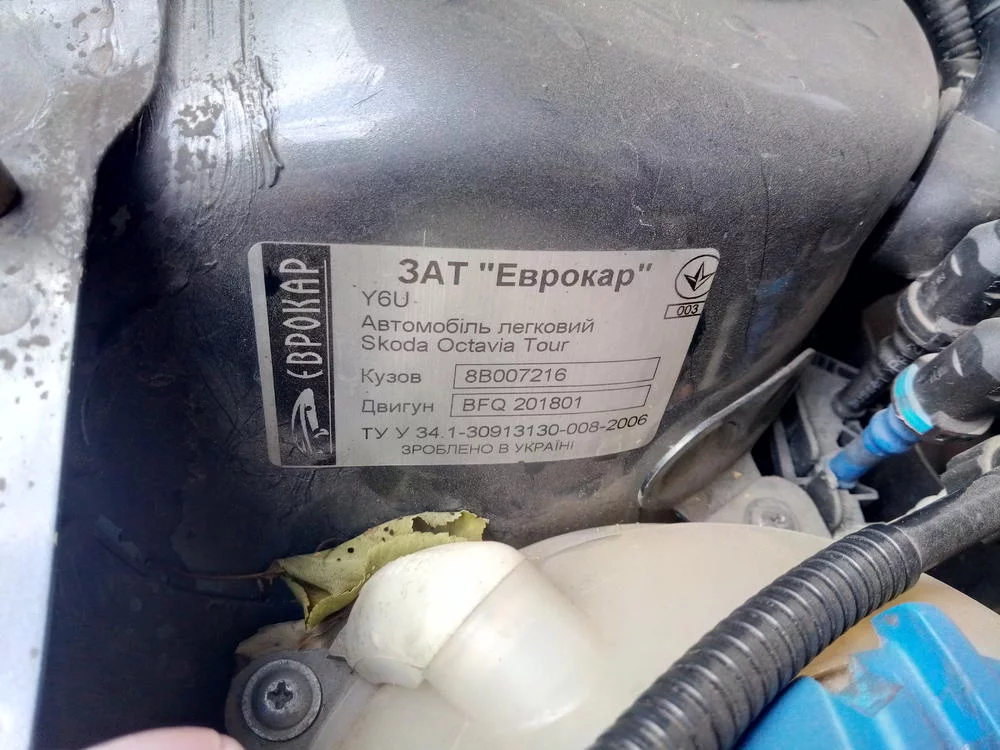 ЄВРОКАР
ЗАТ "Еврокар"
003
Y6U
Автомобіль легковий
Skoda Octavia Tour
Кузов 8B007216
Двигун BFQ 201801
ТУ У 34.1-30913130-008-2006
ЗРОБЛЕНО В УКРАЇНІ